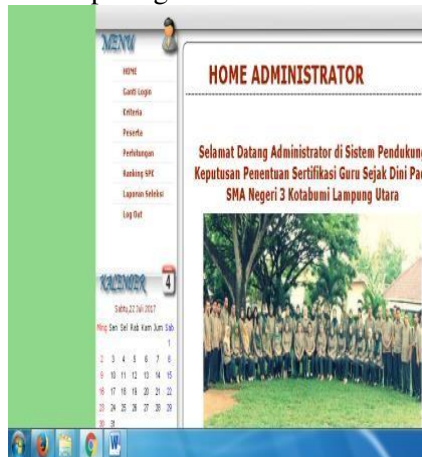 MENU
HOME
Ganti Login
Kriteria
Peserta
Perhitungan
Ranking SPK
Laporan Seleksi
Log Out
HOME ADMINISTRATOR
Selamat Datang Administrator di Sistem Pendukung
Keputusan Penentuan Sertifikasi Guru Sejak Dini Pad
SMA Negeri 3 Kotabumi Lampung Utara
KALENDER
4
Sabtu,22 Juli 2017
Ming Sen Sel Rab Kam Jum Sab
1
2 3 4 5 6 7 8
9 10 11 12 13 14 15
16 17 18 19 20 21 22
23 24 25 26 27 28 29
30 31